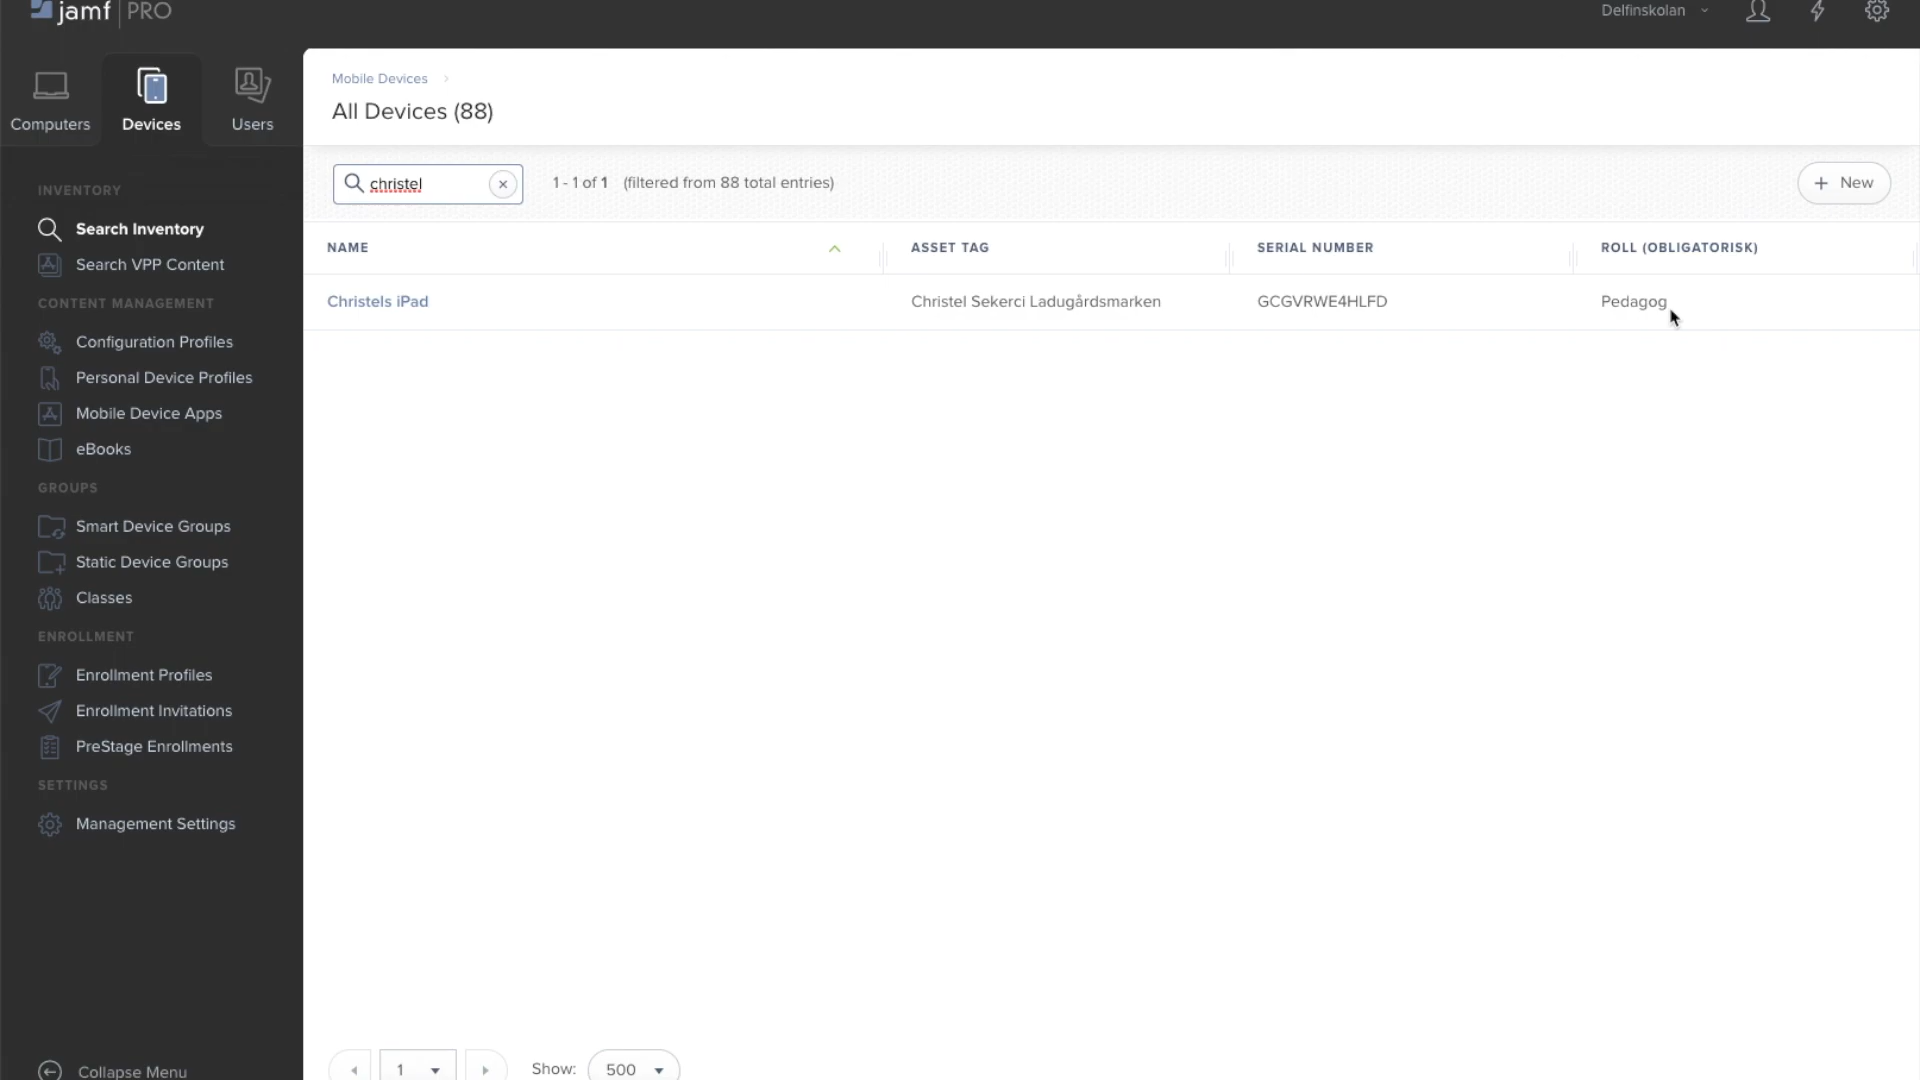 jamf PRO
Delfinskolan
Computers
Devices
Users
Mobile Devices
All Devices (88)
christel
1 - 1 of 1 (filtered from 88 total entries)
+ New
NAME
ASSET TAG
SERIAL NUMBER
ROLL (OBLIGATORISK)
Christels iPad
Christel Sekerci Ladugårdsmarken
GCGVRWE4HLFD
Pedagog
INVENTORY
Search Inventory
Search VPP Content
CONTENT MANAGEMENT
Configuration Profiles
Personal Device Profiles
Mobile Device Apps
eBooks
GROUPS
Smart Device Groups
Static Device Groups
Classes
ENROLLMENT
Enrollment Profiles
Enrollment Invitations
PreStage Enrollments
SETTINGS
Management Settings
Collapse Menu
1
Show:
500